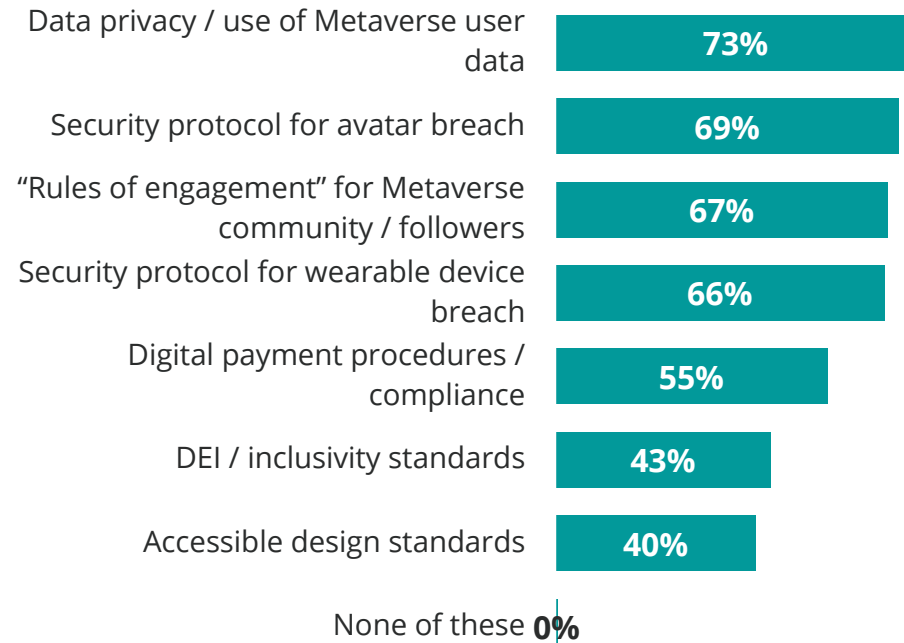 Data privacy / use of Metaverse user
data
73%
Security protocol for avatar breach
69%
“Rules of engagement” for Metaverse
community / followers
67%
Security protocol for wearable device
breach
66%
Digital payment procedures /
compliance
55%
DEI / inclusivity standards
43%
Accessible design standards
40%
None of these
0%